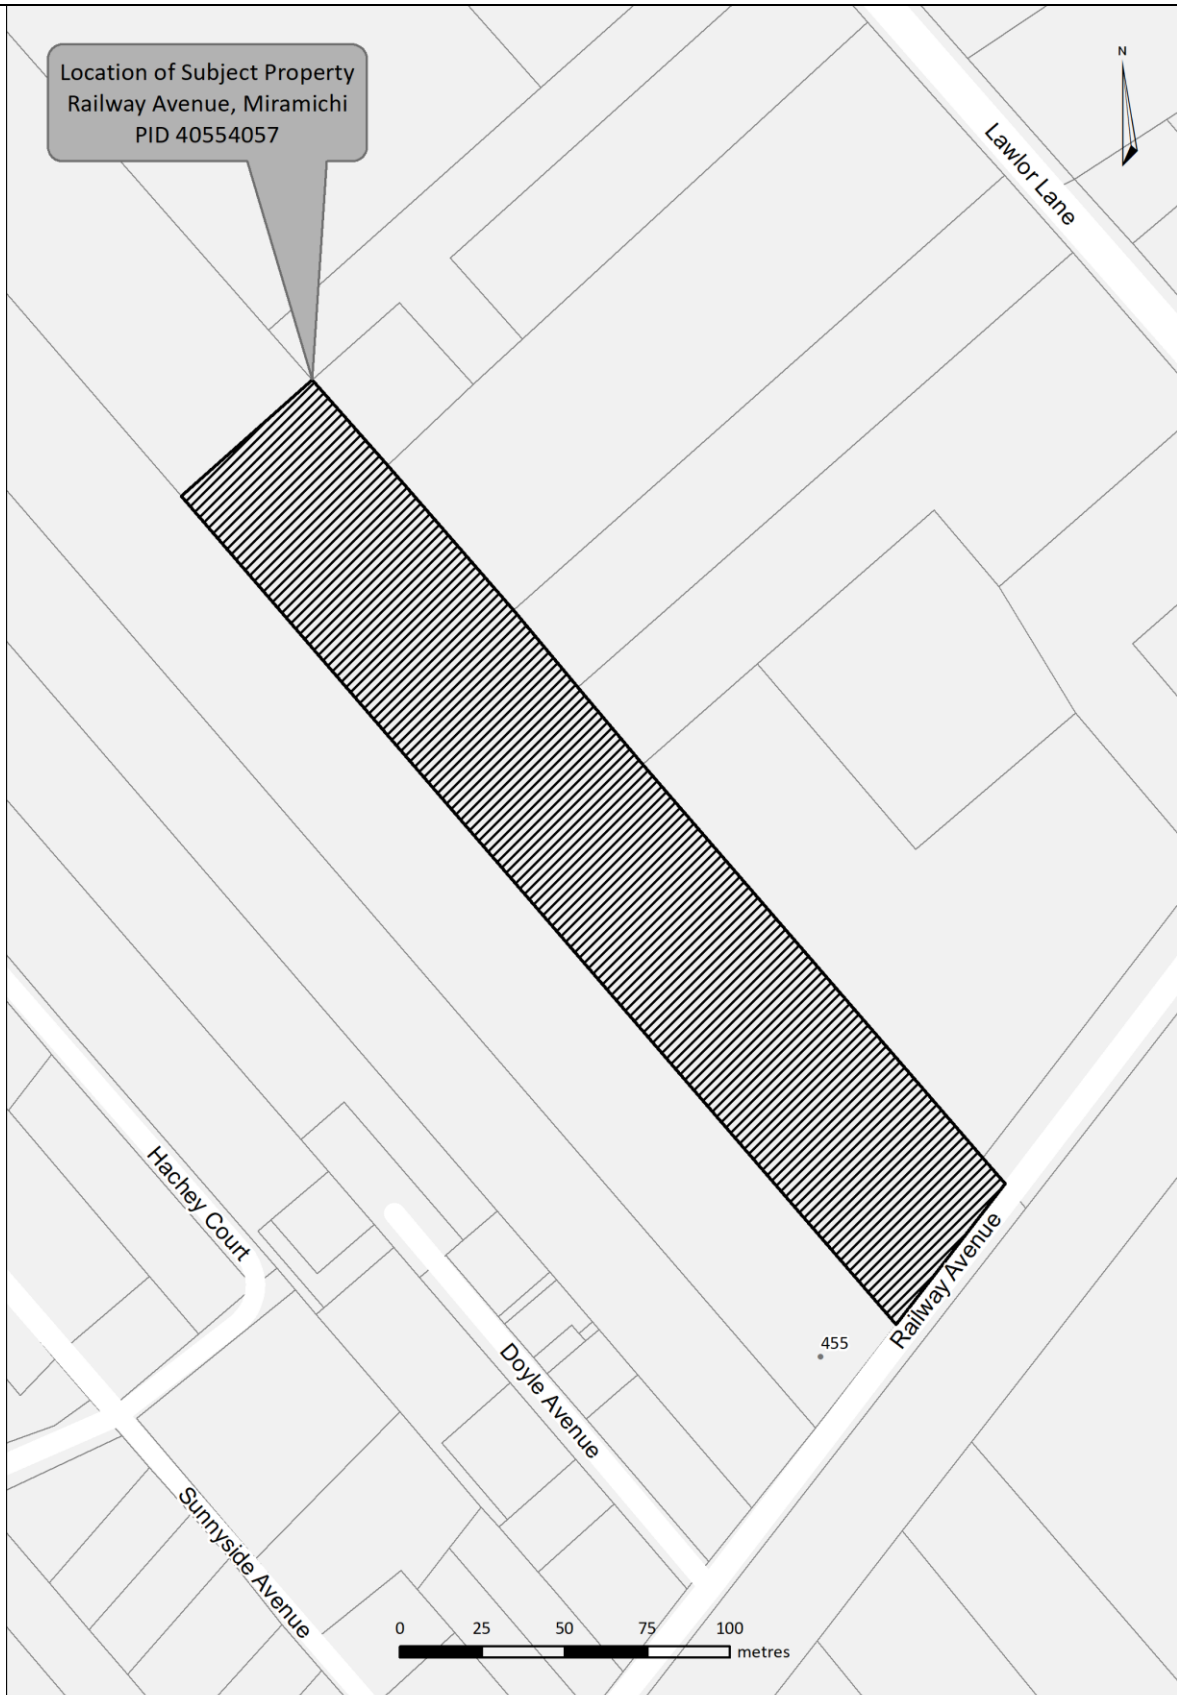 Location of Subject Property
Railway Avenue, Miramichi
PID 40554057
N
Lawlor Lane
Hachey Court
Railway Avenue
455
Doyle Avenue
Sunnyside Avenue
0 25 50 75 100
metres